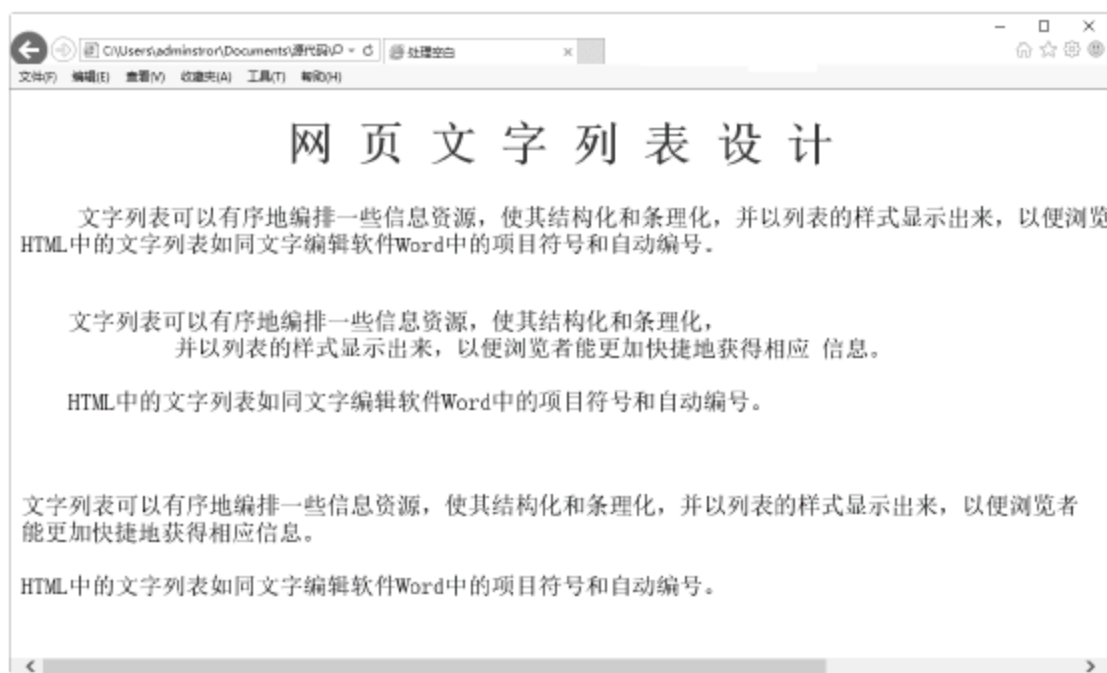 C:\Users\adminstror\Documents\源代码\
处理空白
文件(F) 编辑(E) 查看(V) 收藏夹(A) 工具(T) 帮助(H)
网 页 文 字 列 表 设 计
文字列表可以有序地编排一些信息资源，使其结构化和条理化，并以列表的样式显示出来，以便浏览
HTML中的文字列表如同文字编辑软件Word中的项目符号和自动编号。
文字列表可以有序地编排一些信息资源，使其结构化和条理化，
并以列表的样式显示出来，以便浏览者能更加快捷地获得相应 信息。
HTML中的文字列表如同文字编辑软件Word中的项目符号和自动编号。
文字列表可以有序地编排一些信息资源，使其结构化和条理化，并以列表的样式显示出来，以便浏览者
能更加快捷地获得相应信息。
HTML中的文字列表如同文字编辑软件Word中的项目符号和自动编号。